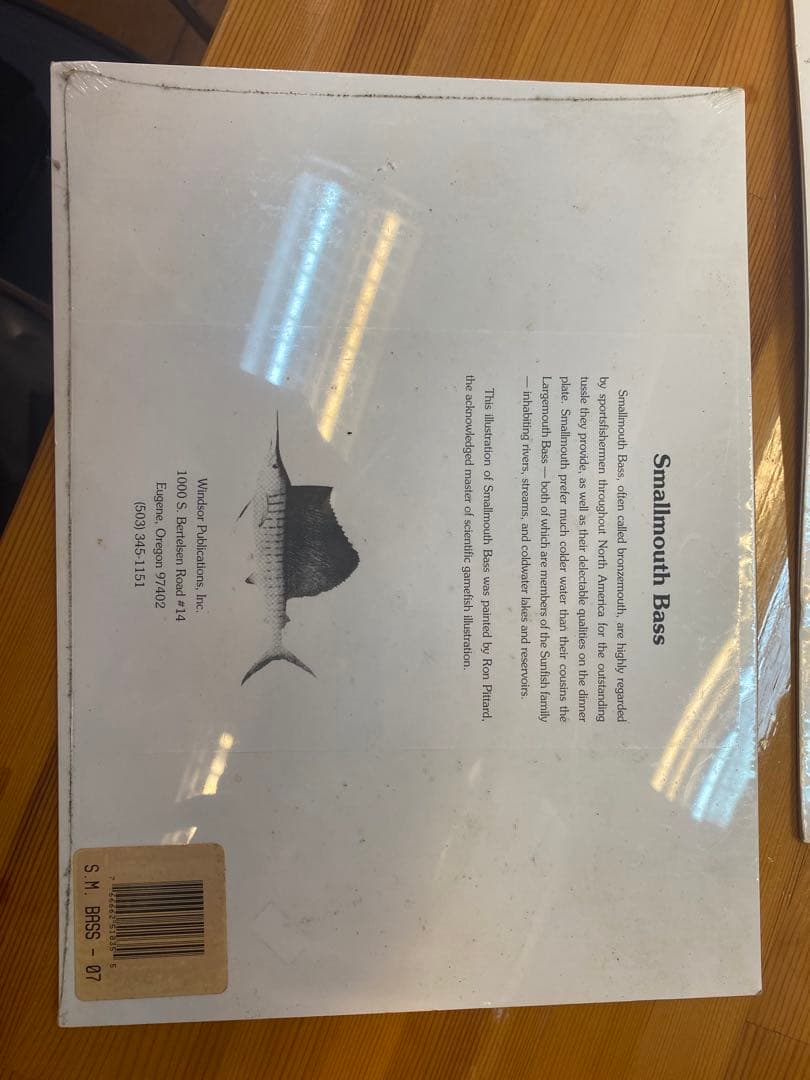 Smallmouth Bass
Smallmouth Bass, often called bronzemouth, are highly regarded
by sportsfishermen throughout North America for the outstanding
tussle they provide, as well as their delectable qualities on the dinner
plate. Smallmouth prefer much colder water than their cousins the
Largemouth Bass — both of which are members of the Sunfish family
— inhabiting rivers, streams, and coldwater lakes and reservoirs.
This illustration of Smallmouth Bass was painted by Ron Pittard,
the acknowledged master of scientific gamefish illustration.
Windsor Publications, Inc.
1000 S. Bertelsen Road #14
Eugene, Oregon 97402
(503) 345-1151
S.M. BASS - 07